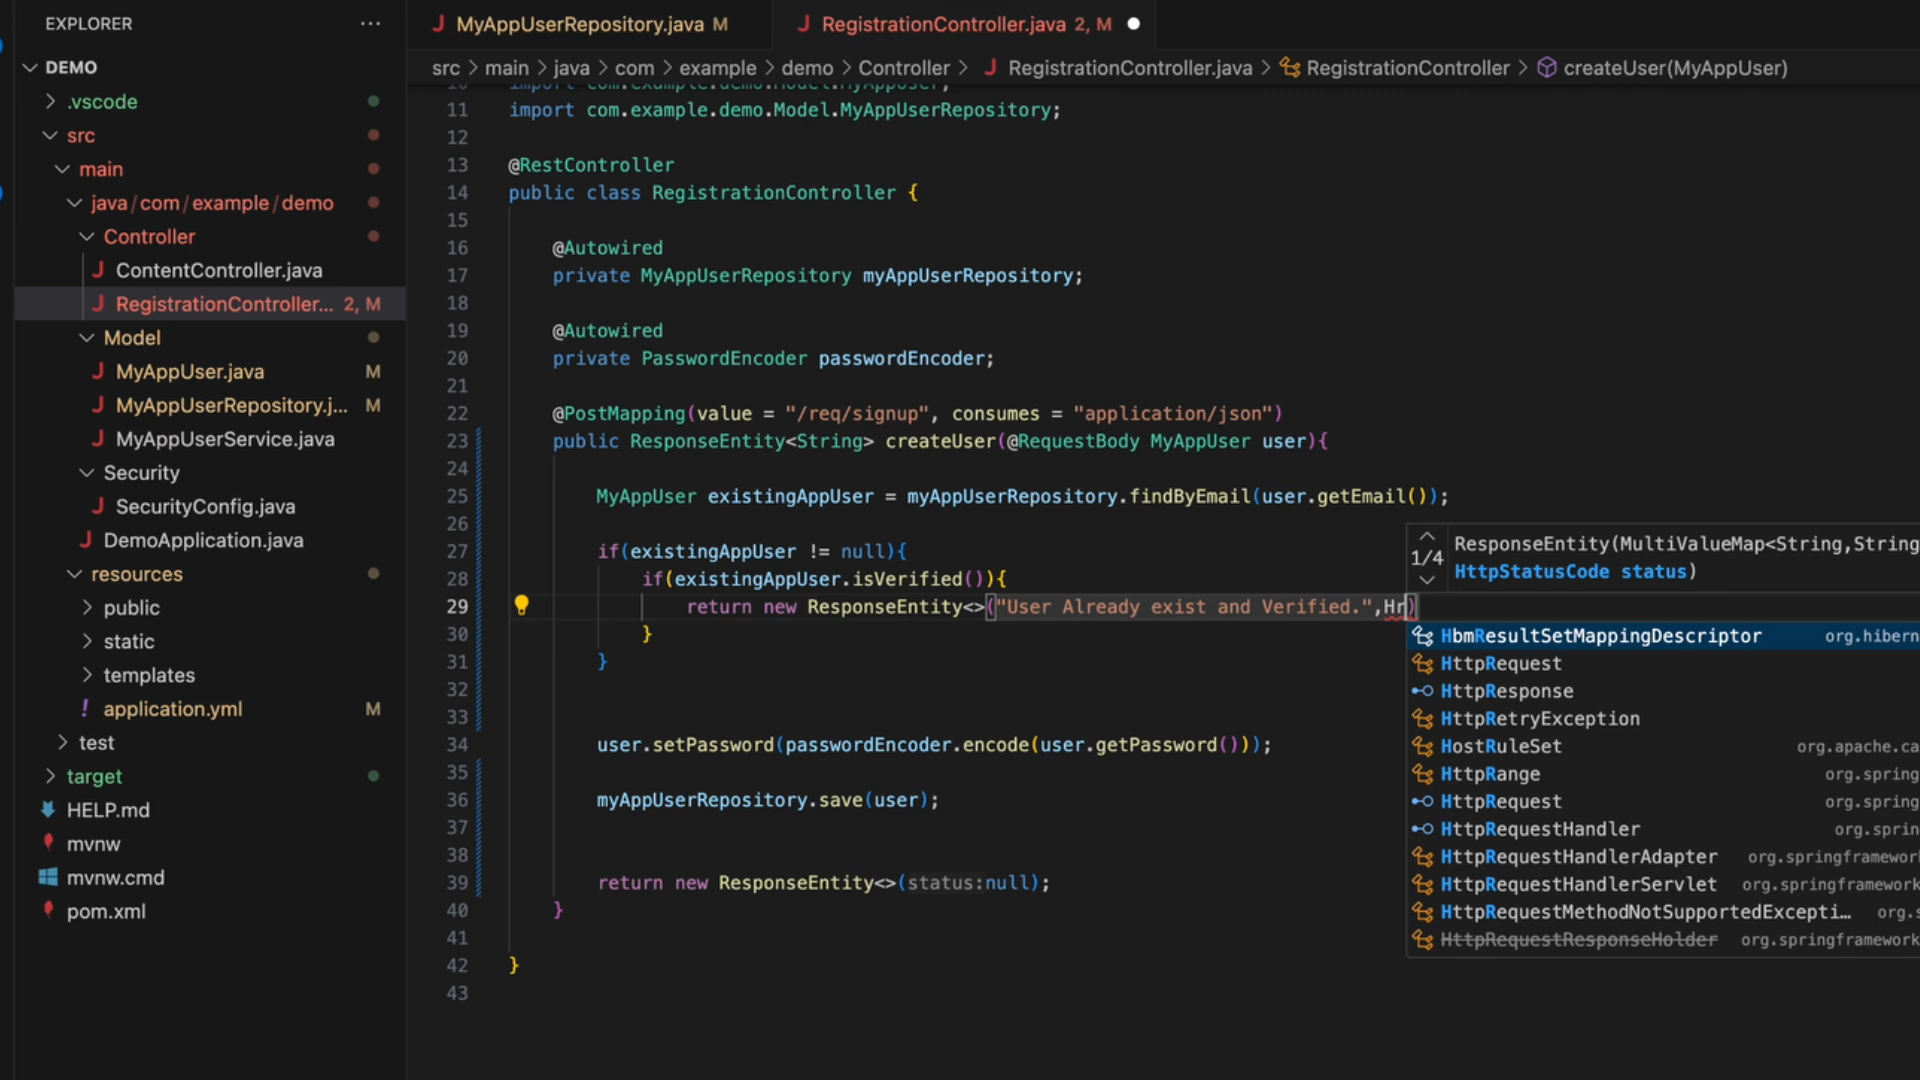 EXPLORER
DEMO
.vscode
src
main
java/com/example/demo
Controller
ContentController.java
RegistrationController... 2, M
Model
MyAppUser.java M
MyAppUserRepository.j... M
MyAppUserService.java
Security
SecurityConfig.java
DemoApplication.java
resources
public
static
templates
application.yml M
test
target
HELP.md
mvnw
mvnw.cmd
pom.xml
MyAppUserRepository.java M
RegistrationController.java 2, M
src > main > java > com > example > demo > Controller > RegistrationController.java > RegistrationController > createUser(MyAppUser)
10 import com.example.demo.Model.MyAppUser;
11 import com.example.demo.Model.MyAppUserRepository;
12
13 @RestController
14 public class RegistrationController {
15
16 @Autowired
17 private MyAppUserRepository myAppUserRepository;
18
19 @Autowired
20 private PasswordEncoder passwordEncoder;
21
22 @PostMapping(value = "/req/signup", consumes = "application/json")
23 public ResponseEntity<String> createUser(@RequestBody MyAppUser user){
24
25 MyAppUser existingAppUser = myAppUserRepository.findByEmail(user.getEmail());
26
27 if(existingAppUser != null){
28 if(existingAppUser.isVerified()){
29 return new ResponseEntity<>("User Already exist and Verified.",Hr)
30 }
31 }
32
33
34 user.setPassword(passwordEncoder.encode(user.getPassword()));
35
36 myAppUserRepository.save(user);
37
38
39 return new ResponseEntity<>(status:null);
40 }
41
42 }
43
1/4 ResponseEntity(MultiValueMap<String,String
HttpStatusCode status)
HbmResultSetMappingDescriptor org.hibern
HttpRequest
HttpResponse
HttpRetryException
HostRuleSet org.apache.ca
HttpRange org.spring
HttpRequest org.spring
HttpRequestHandler org.sprin
HttpRequestHandlerAdapter org.springframework
HttpRequestHandlerServlet org.springframework
HttpRequestMethodNotSupportedExcepti... org.s
HttpRequestResponseHolder org.springframework